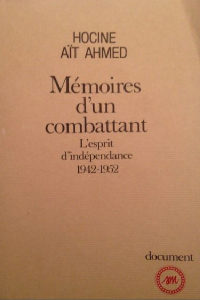 HOCINE
AÏT AHMED
Mémoires
d'un
combattant
L'esprit
d'indépendance
1942-1952
document